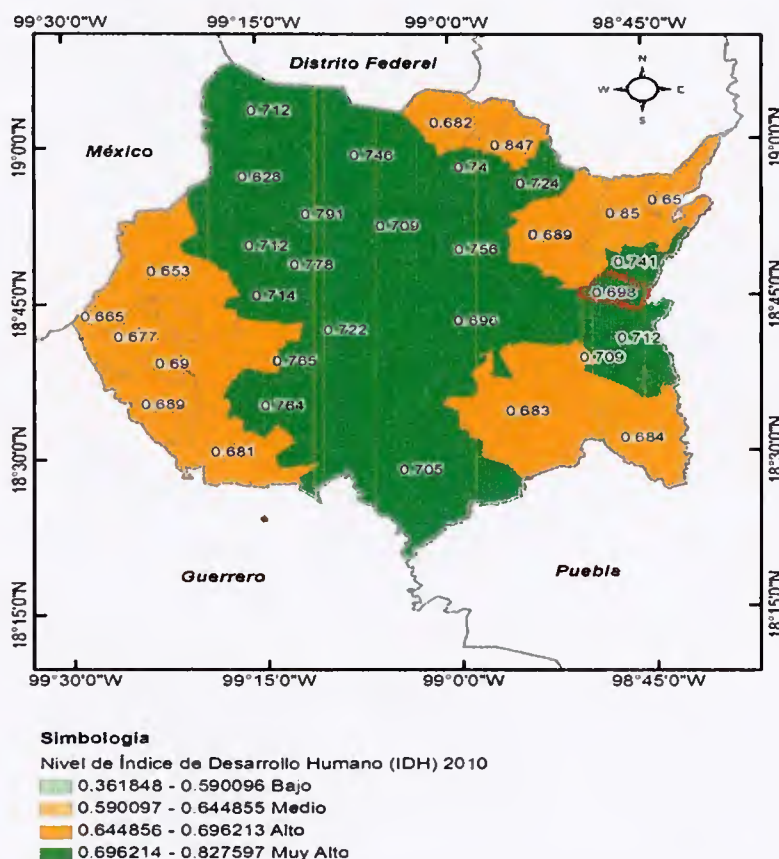 99°30'0"W 99°15'0"W 99°0'0"W 98°45'0"W
Distrito Federal
N
W E
S
México
19°0'0"N
19°0'0"N
0.712
0.682
0.847
0.746
0.74
0.628
0.724
0.65
0.791
0.85
0.709
0.689
0.712
0.756
0.741
0.778
0.653
0.698
18°45'0"N
18°45'0"N
0.714
0.665
0.722
0.677
0.712
0.709
0.765
0.69
0.764
0.689
0.683
0.684
0.681
0.705
18°30'0"N
18°30'0"N
Guerrero
Puebla
18°15'0"N
18°15'0"N
99°30'0"W 99°15'0"W 99°0'0"W 98°45'0"W
Simbología
Nivel de Índice de Desarrollo Humano (IDH) 2010
0.361848 - 0.590096 Bajo
0.590097 - 0.644855 Medio
0.644856 - 0.696213 Alto
0.696214 - 0.827597 Muy Alto